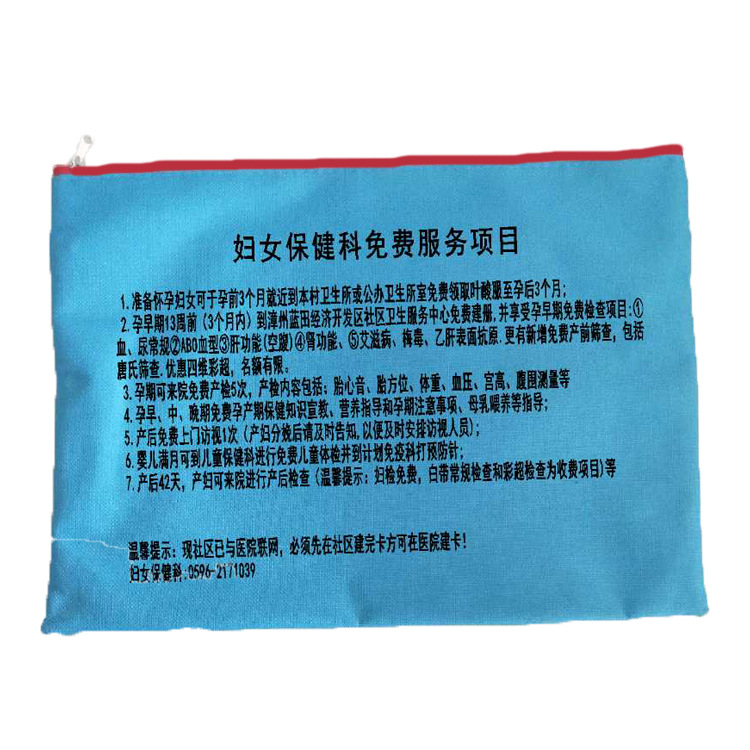 妇女保健科免费服务项目
1.准备怀孕妇女可于孕前3个月就近到本村卫生所或公办卫生所室免费领取叶酸服至孕后3个月;
2.孕早期13周前(3个月内)到漳州蓝田经济开发区社区卫生服务中心免费建册,并享受孕早期免费检查项目:①
血、尿常规②ABO血型③肝功能(空腹)④肾功能、⑤艾滋病、梅毒、乙肝表面抗原.更有新增免费产前筛查,包括
唐氏筛查.优惠四维彩超,名额有限。
3.孕期可来院免费产检5次,产检内容包括:胎心音、胎方位、体重、血压、宫高、腹围测量等
4.孕早、中、晚期免费孕产期保健知识宣教、营养指导和孕期注意事项、母乳喂养等指导;
5.产后免费上门访视1次(产妇分娩后请及时告知,以便及时安排访视人员);
6.婴儿满月可到儿童保健科进行免费儿童体检并到计划免疫科打预防针;
7.产后42天,产妇可来院进行产后检查(温馨提示:妇检免费,白带常规检查和彩超检查为收费项目)等
温馨提示:现社区已与医院联网,必须先在社区建完卡方可在医院建卡!
妇女保健科:0596-2171039